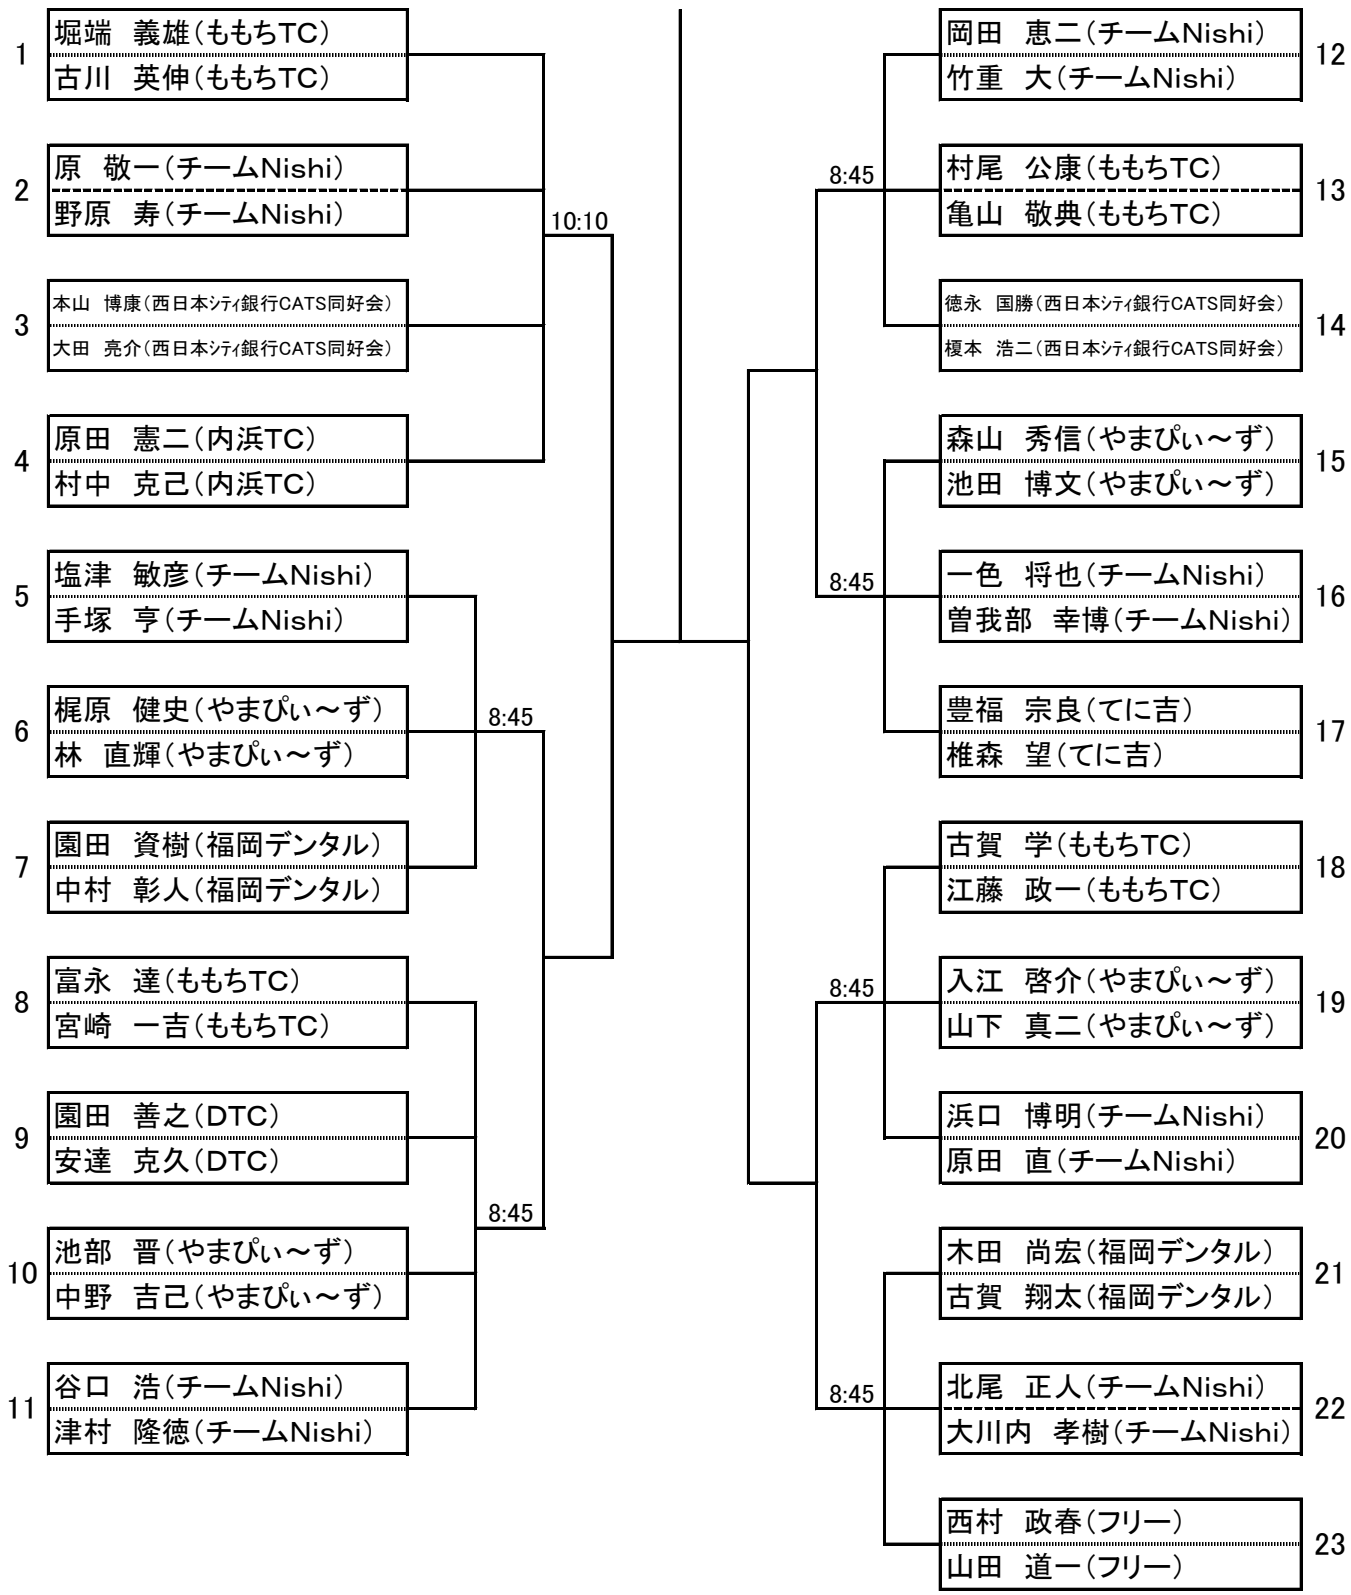 1
堀端　義雄(ももちTC)
古川　英伸(ももちTC)
2
原　敬一(チームNishi)
野原　寿(チームNishi)
10:10
3
本山　博康(西日本ｼﾃｨ銀行CATS同好会)
大田　亮介(西日本ｼﾃｨ銀行CATS同好会)
4
原田　憲二(内浜TC)
村中　克己(内浜TC)
5
塩津　敏彦(チームNishi)
手塚　亨(チームNishi)
6
梶原　健史(やまぴぃ～ず)
林　直輝(やまぴぃ～ず)
8:45
7
園田　資樹(福岡デンタル)
中村　彰人(福岡デンタル)
8
富永　達(ももちTC)
宮崎　一吉(ももちTC)
9
園田　善之(DTC)
安達　克久(DTC)
8:45
10
池部　晋(やまぴぃ～ず)
中野　吉己(やまぴぃ～ず)
11
谷口　浩(チームNishi)
津村　隆徳(チームNishi)
岡田　恵二(チームNishi)
竹重　大(チームNishi)
12
8:45
村尾　公康(ももちTC)
亀山　敬典(ももちTC)
13
徳永　国勝(西日本ｼﾃｨ銀行CATS同好会)
榎本　浩二(西日本ｼﾃｨ銀行CATS同好会)
14
森山　秀信(やまぴぃ～ず)
池田　博文(やまぴぃ～ず)
15
8:45
一色　将也(チームNishi)
曽我部　幸博(チームNishi)
16
豊福　宗良(てに吉)
椎森　望(てに吉)
17
古賀　学(ももちTC)
江藤　政一(ももちTC)
18
8:45
入江　啓介(やまぴぃ～ず)
山下　真二(やまぴぃ～ず)
19
浜口　博明(チームNishi)
原田　直(チームNishi)
20
木田　尚宏(福岡デンタル)
古賀　翔太(福岡デンタル)
21
8:45
北尾　正人(チームNishi)
大川内　孝樹(チームNishi)
22
西村　政春(フリー)
山田　道一(フリー)
23